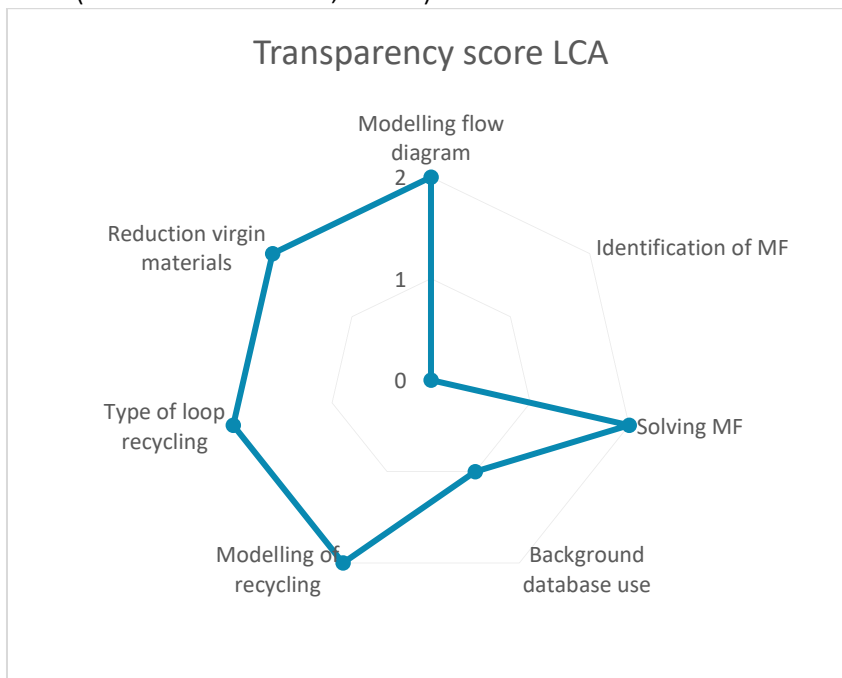 Transparency score LCA
Modelling flow
diagram
2
Identification of MF
Reduction virgin
materials
1
0
Type of loop
recycling
Solving MF
Modelling of
recycling
Background
database use